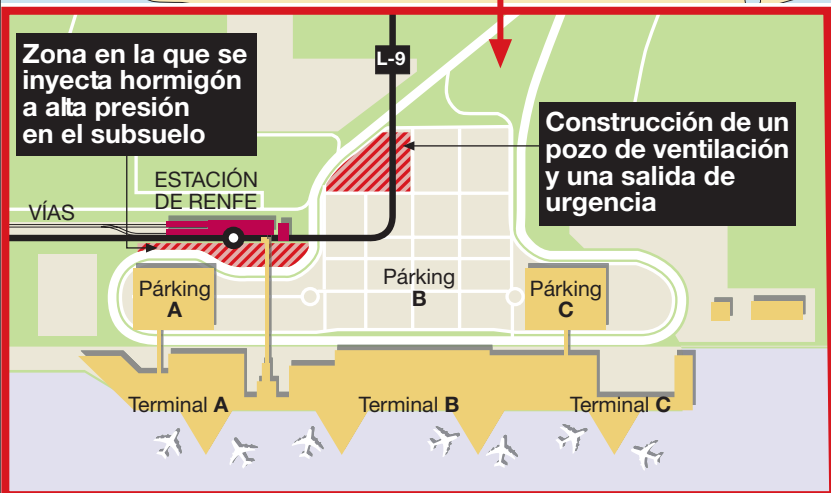 Zona en la que se
inyecta hormigón
a alta presión
en el subsuelo
L-9
Construcción de un
pozo de ventilación
y una salida de
urgencia
ESTACIÓN
DE RENFE
VÍAS
Párking
A
Párking
B
Párking
C
Terminal A
Terminal B
Terminal C